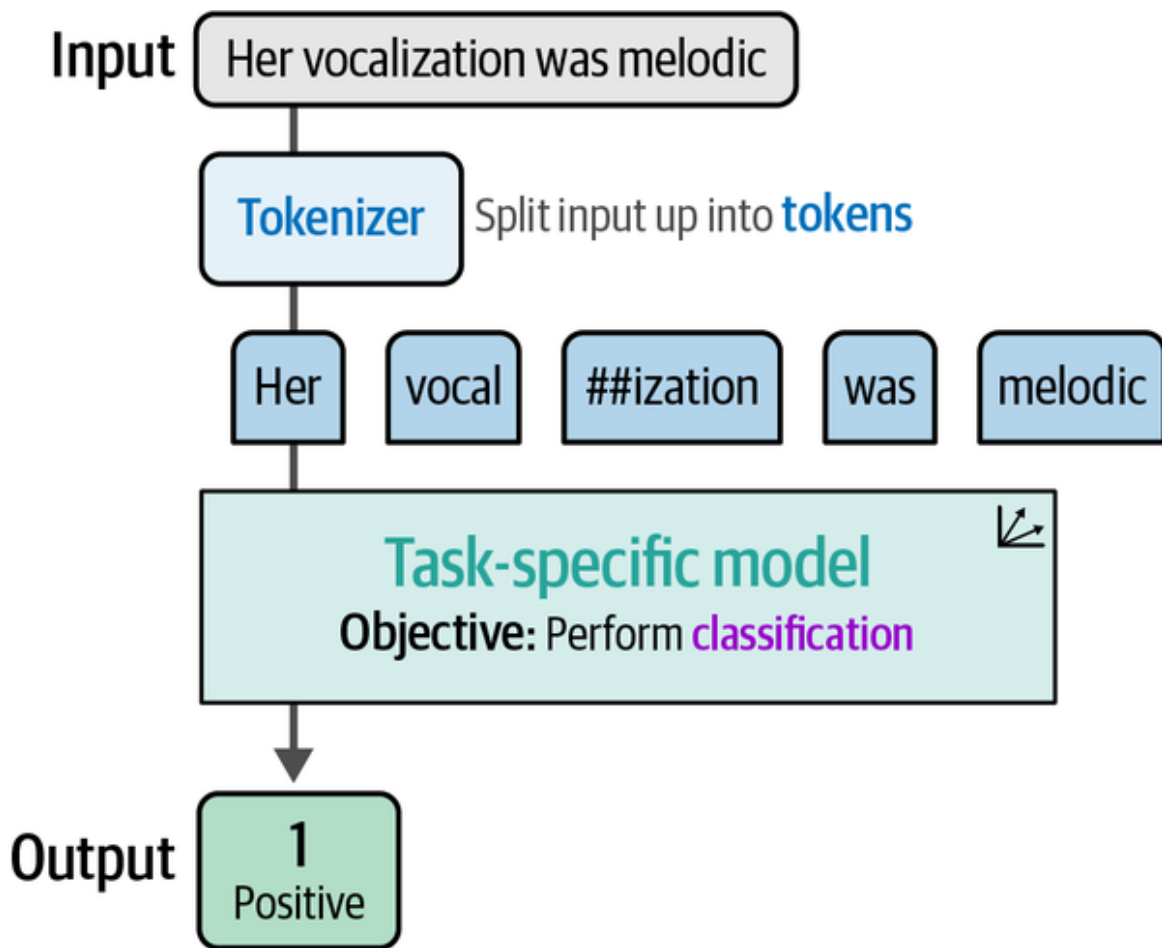 Input
Her vocalization was melodic
Tokenizer
Split input up into tokens
Her
vocal
##ization
was
melodic
Task-specific model
Objective: Perform classification
Output
1
Positive